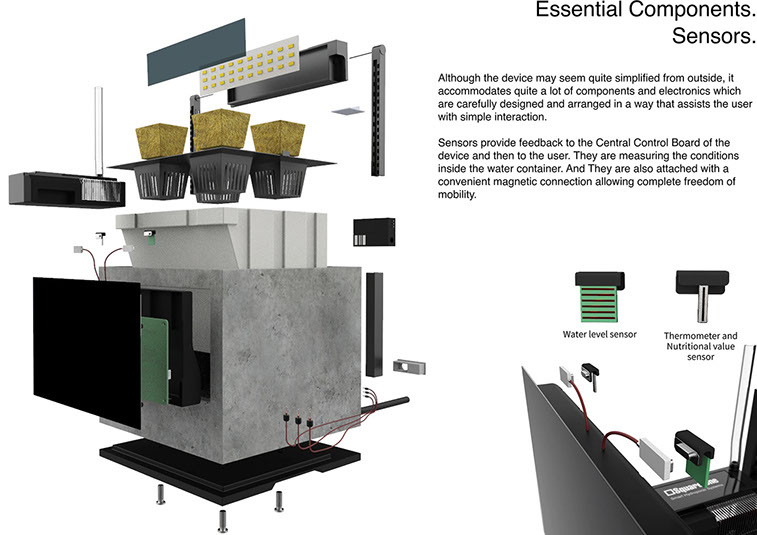 Essential Components.
Sensors.
Although the device may seem quite simplified from outside, it
accommodates quite a lot of components and electronics which
are carefully designed and arranged in a way that assists the user
with simple interaction.
Sensors provide feedback to the Central Control Board of the
device and then to the user. They are measuring the conditions
inside the water container. And They are also attached with a
convenient magnetic connection allowing complete freedom of
mobility.
Water level sensor
Thermometer and
Nutritional value
sensor